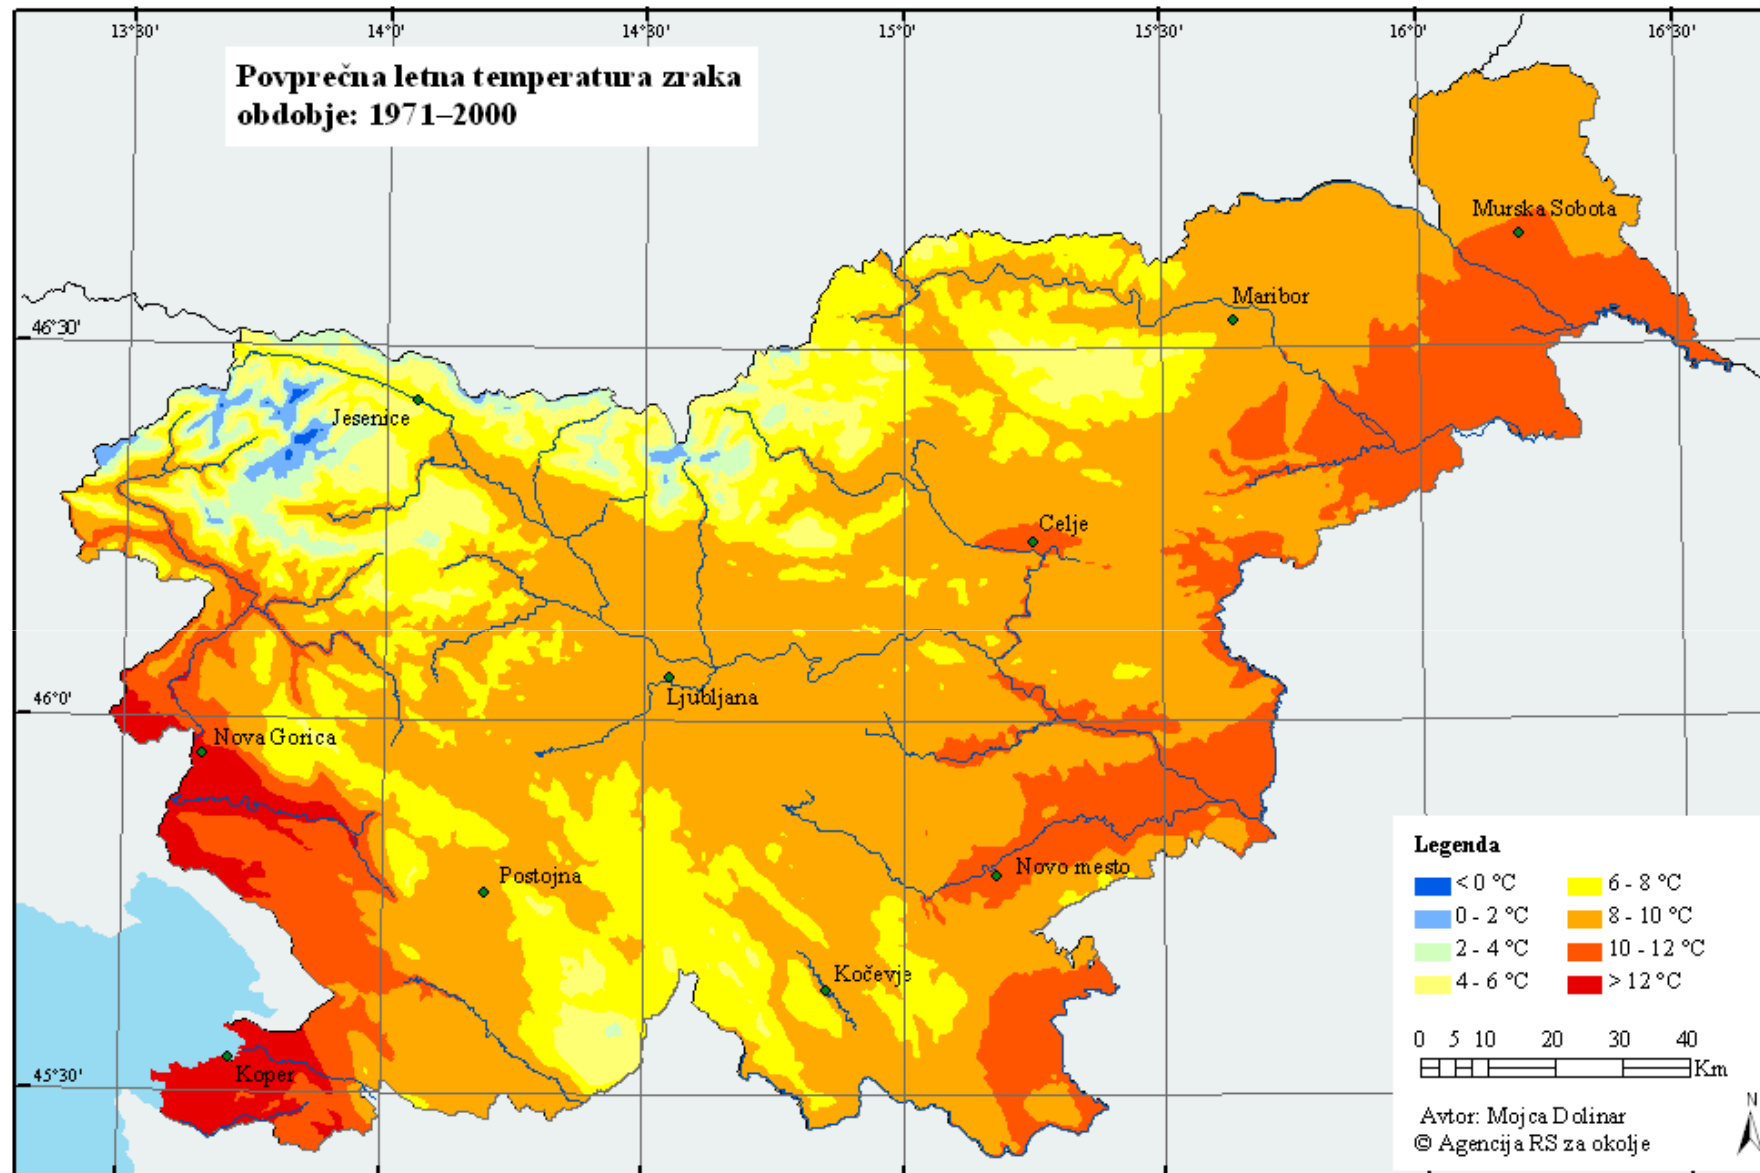 13°30' 14°0' 14°30' 15°0' 15°30' 16°0' 16°30'
Povprečna letna temperatura zraka
obdobje: 1971–2000
Murska Sobota
Maribor
46°30'
Jesenice
Celje
Ljubljana
46°0'
Nova Gorica
Postojna
Novo mesto
Kočevje
Koper
45°30'
Legenda
< 0 °C
0 - 2 °C
2 - 4 °C
4 - 6 °C
6 - 8 °C
8 - 10 °C
10 - 12 °C
> 12 °C
0 5 10 20 30 40
Km
Avtor: Mojca Dolinar
© Agencija RS za okolje
N